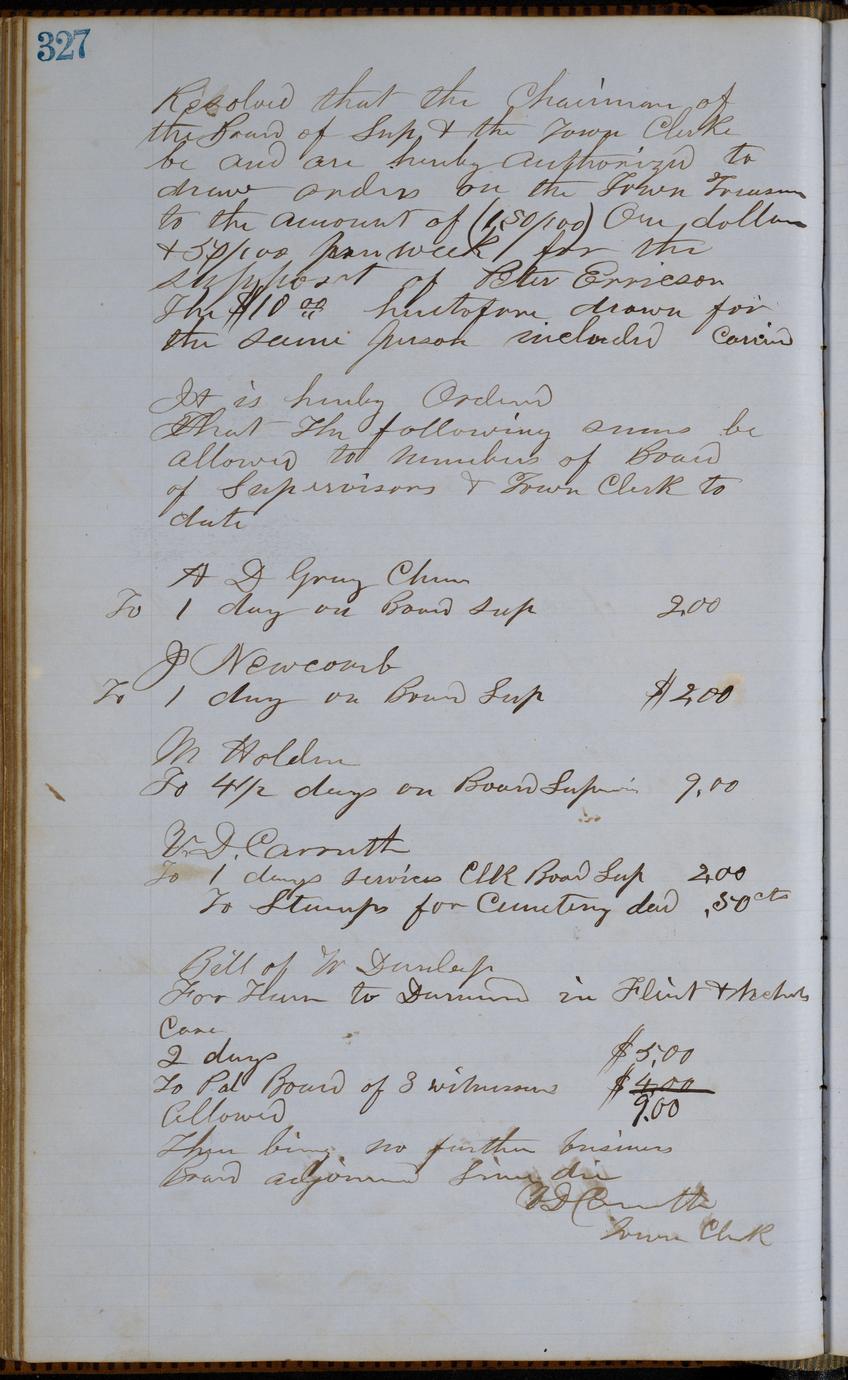 327
Resolved that the Chairman of
the Board of Sup & the Town Clerk
be and are hereby authorized to
draw orders on the Town Treasurer
to the amount of (1,50/100) One dollar
& 50/100 per week for the
support of Peter Erricson
The $10 00 heretofore drawn for
the same person included Carried
It is hereby Ordered
That The following sums be
allowed to members of Board
of Supervisors & Town Clerk to
date
A D Gray Chm
To 1 day on Board Sup 2.00
J Newcomb
To 1 day on Board Sup $2.00
M Holden
To 4 1/2 days on Board Supervis 9.00
V. D. Carruth
To 1 days services Clk Board Sup 2.00
To Stamps for Cemetery deed .50 cts
Bill of W Dunlap
For Team to Durand in Flint & Nichols
Case
2 days $5.00
To Pd Board of 3 witnesses $4.00
Allowed 9.00
There being no further business
Board adjourned Sine die
V D Carruth
Town Clerk